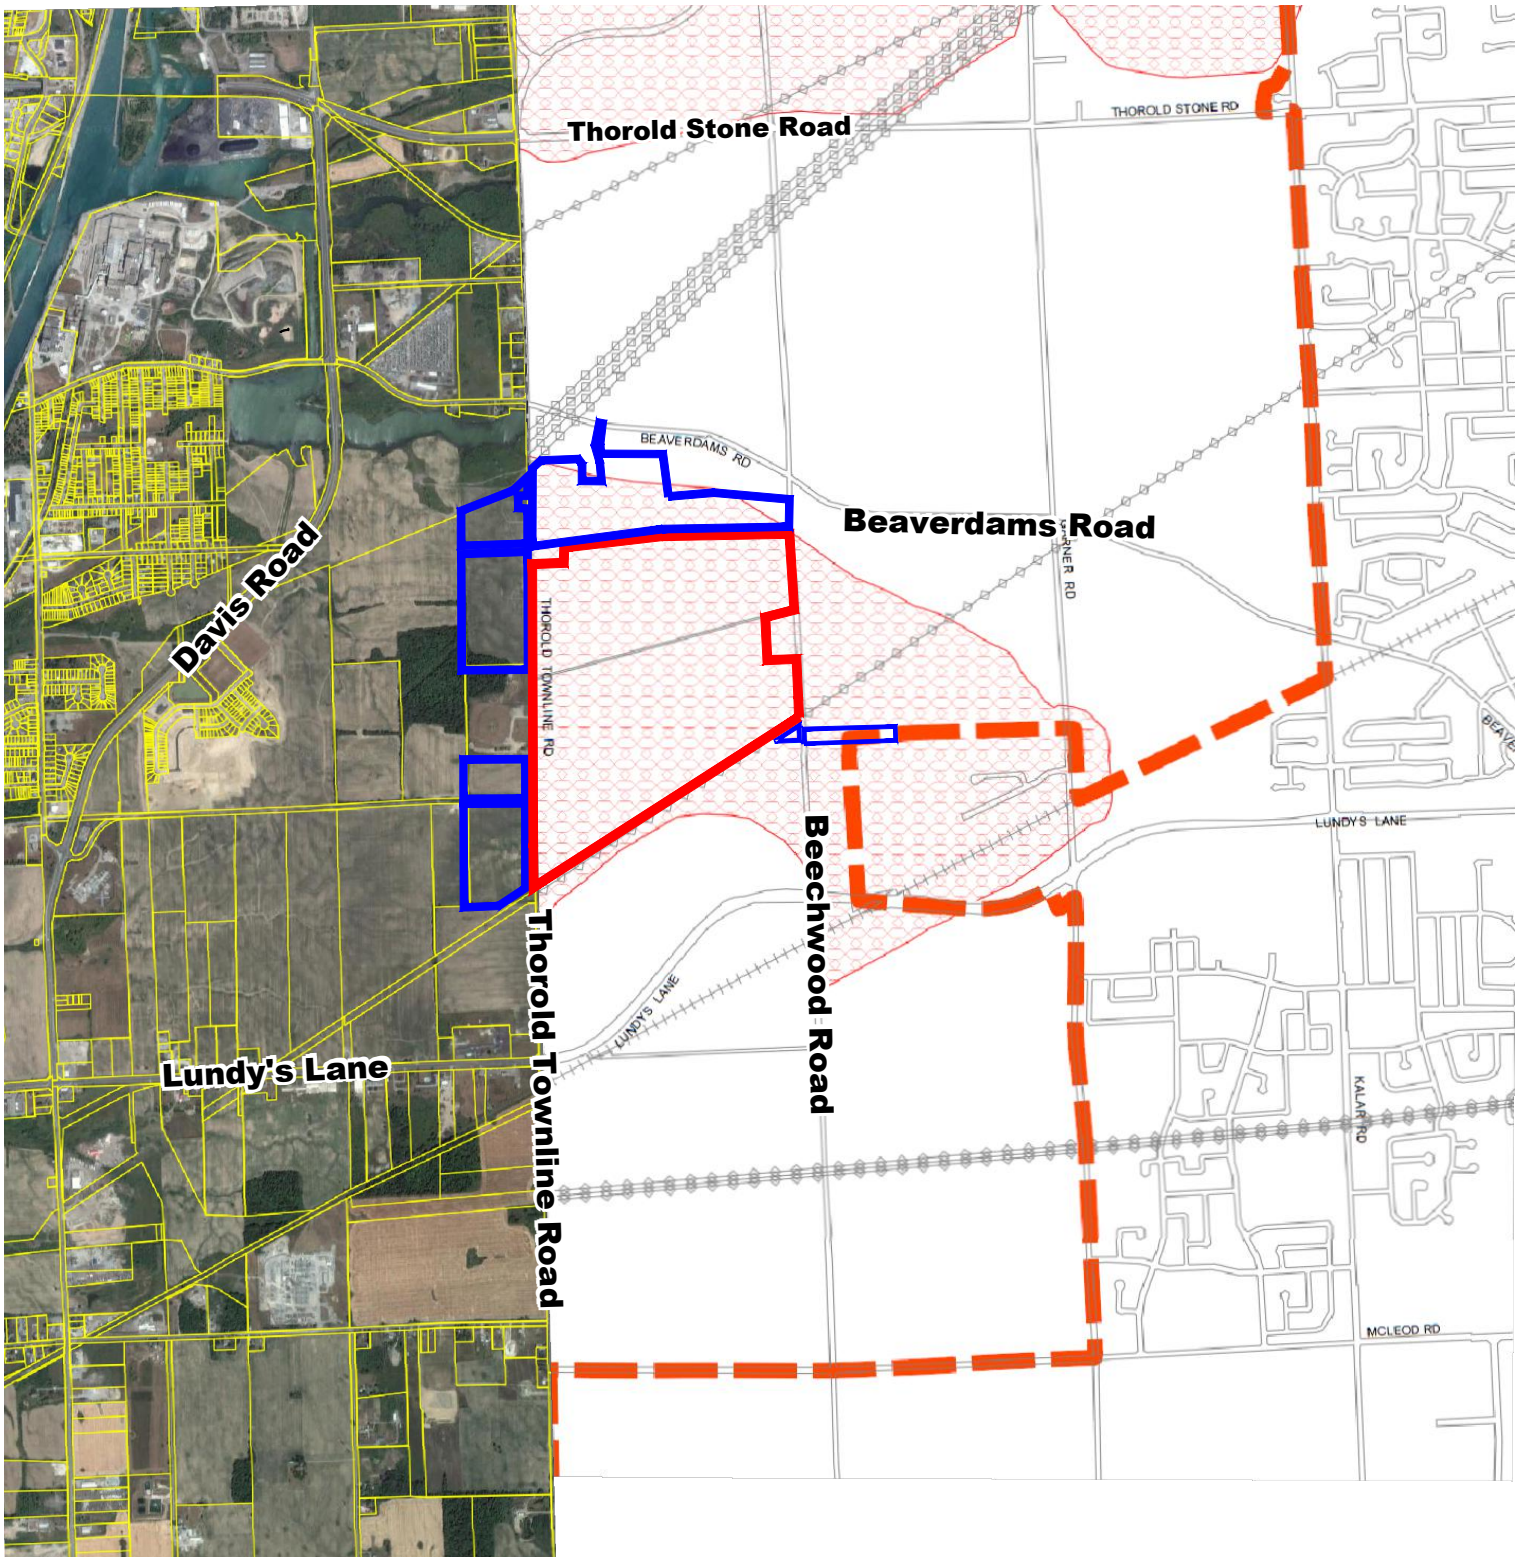 THOROLD STONE RD
Thorold Stone Road
BEAVERDAMS RD
Beaverdams Road
Davis Road
THOROLD TOWNLINE RD
LUNDYS LANE
Beechwood Road
Thorold Townline Road
LUNDYS LANE
Lundy's Lane
KALAR RD
MCLEOD RD